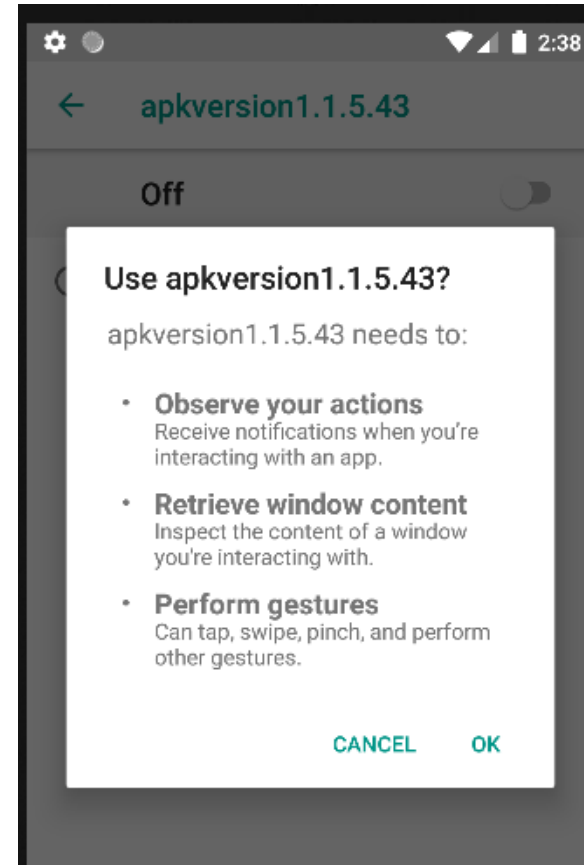 2:38
apkversion1.1.5.43
Off
Use apkversion1.1.5.43?
apkversion1.1.5.43 needs to:
• Observe your actions
Receive notifications when you're
interacting with an app.
• Retrieve window content
Inspect the content of a window
you're interacting with.
• Perform gestures
Can tap, swipe, pinch, and perform
other gestures.
CANCEL OK